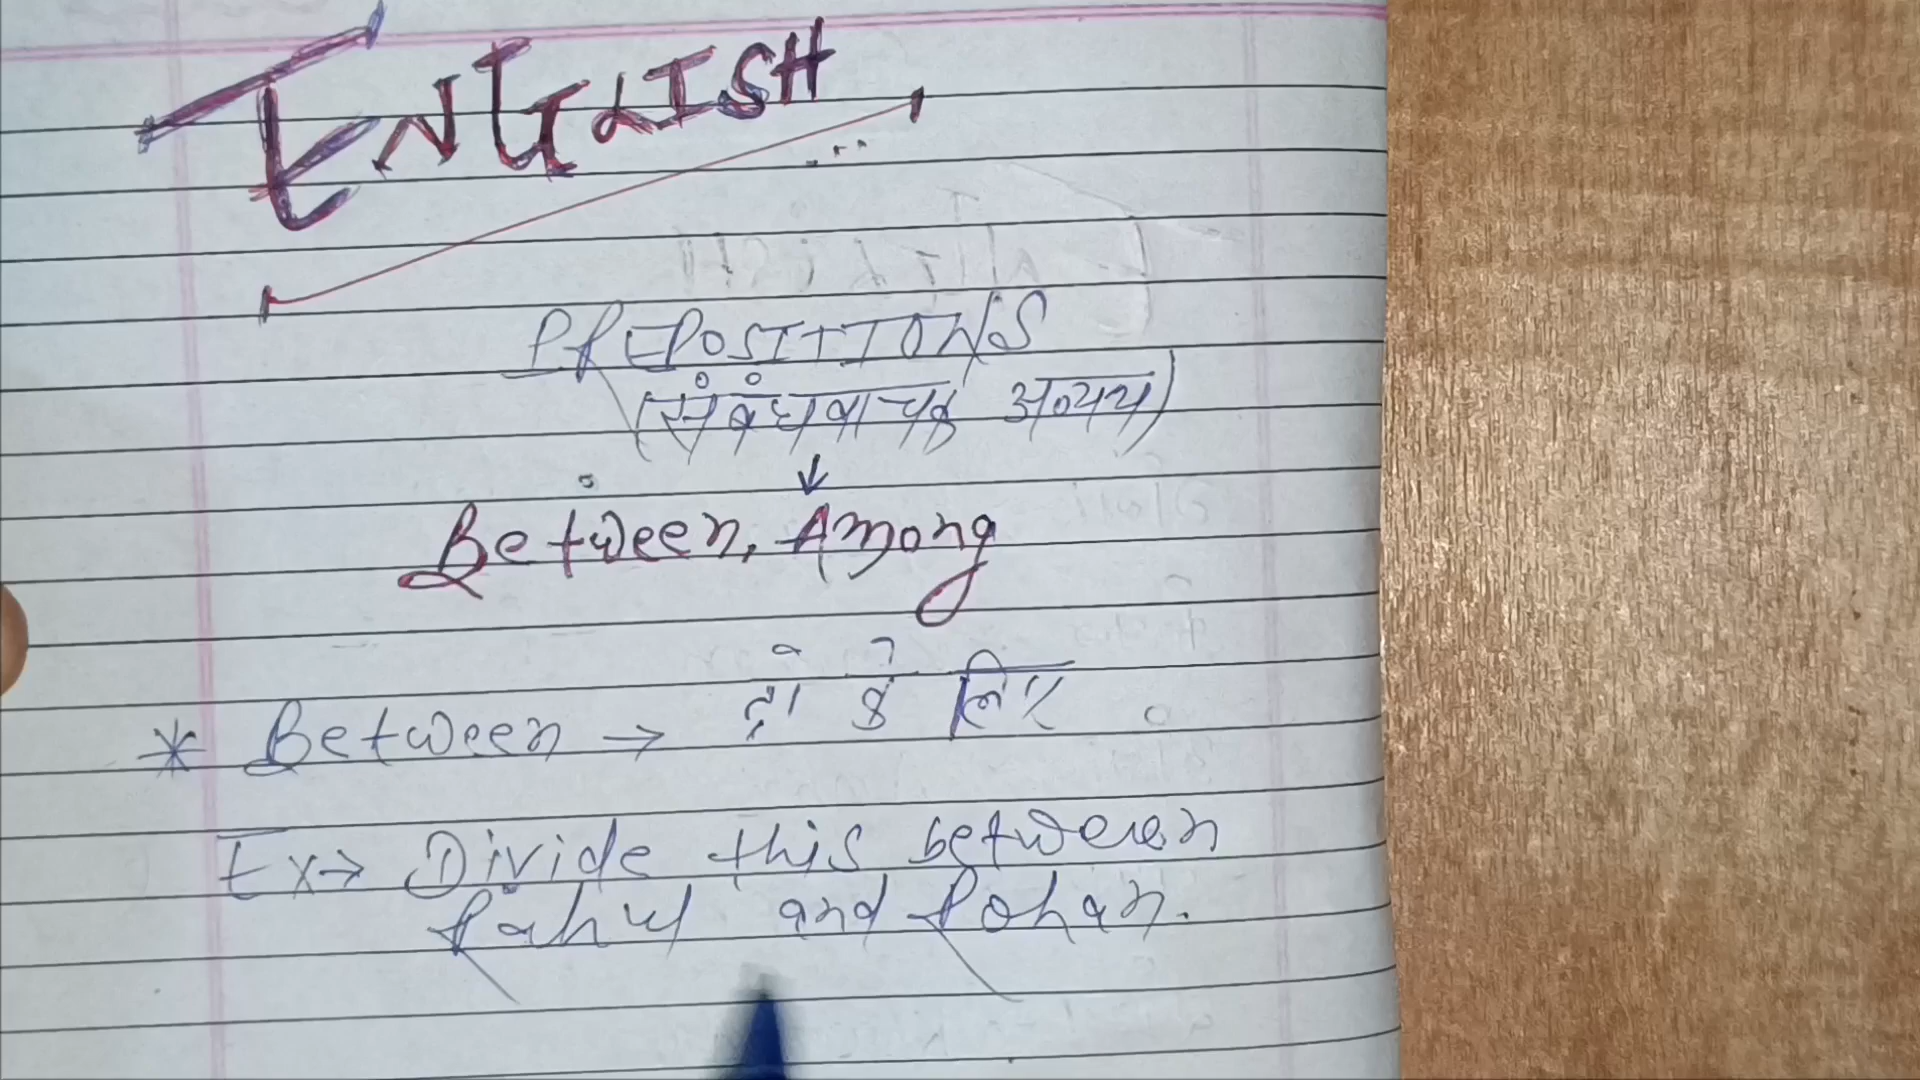 ENGLISH
PREPOSITIONS
(संबंधवाचक अव्यय)
↓
Between, Among
* Between → दो के लिए
Ex → Divide this between
Rahul and Rohan.